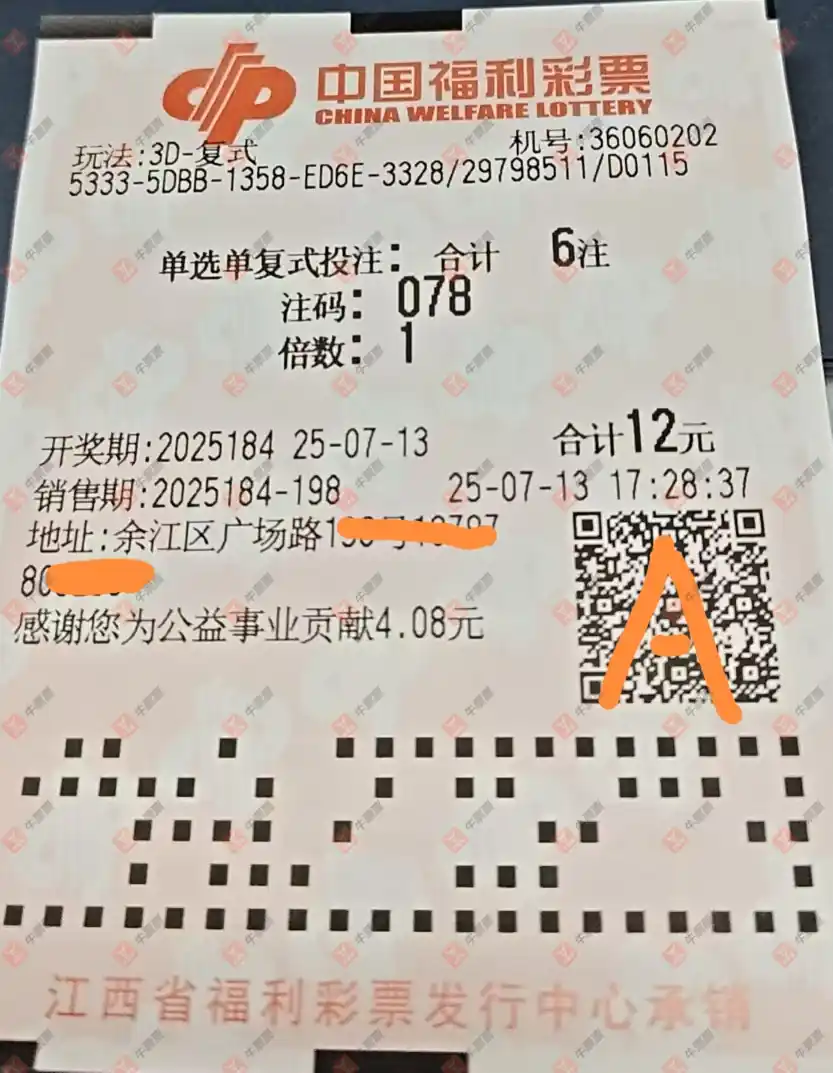 中国福利彩票
CHINA WELFARE LOTTERY
玩法:3D-复式 机号:36060202
5333-5DBB-1358-ED6E-3328/29798511/D0115
单选单复式投注: 合计 6注
注码: 078
倍数: 1
开奖期:2025184 25-07-13 合计12元
销售期:2025184-198 25-07-13 17:28:37
地址:余江区广场路
80
感谢您为公益事业贡献4.08元
A
江西省福利彩票发行中心承销
牛票票